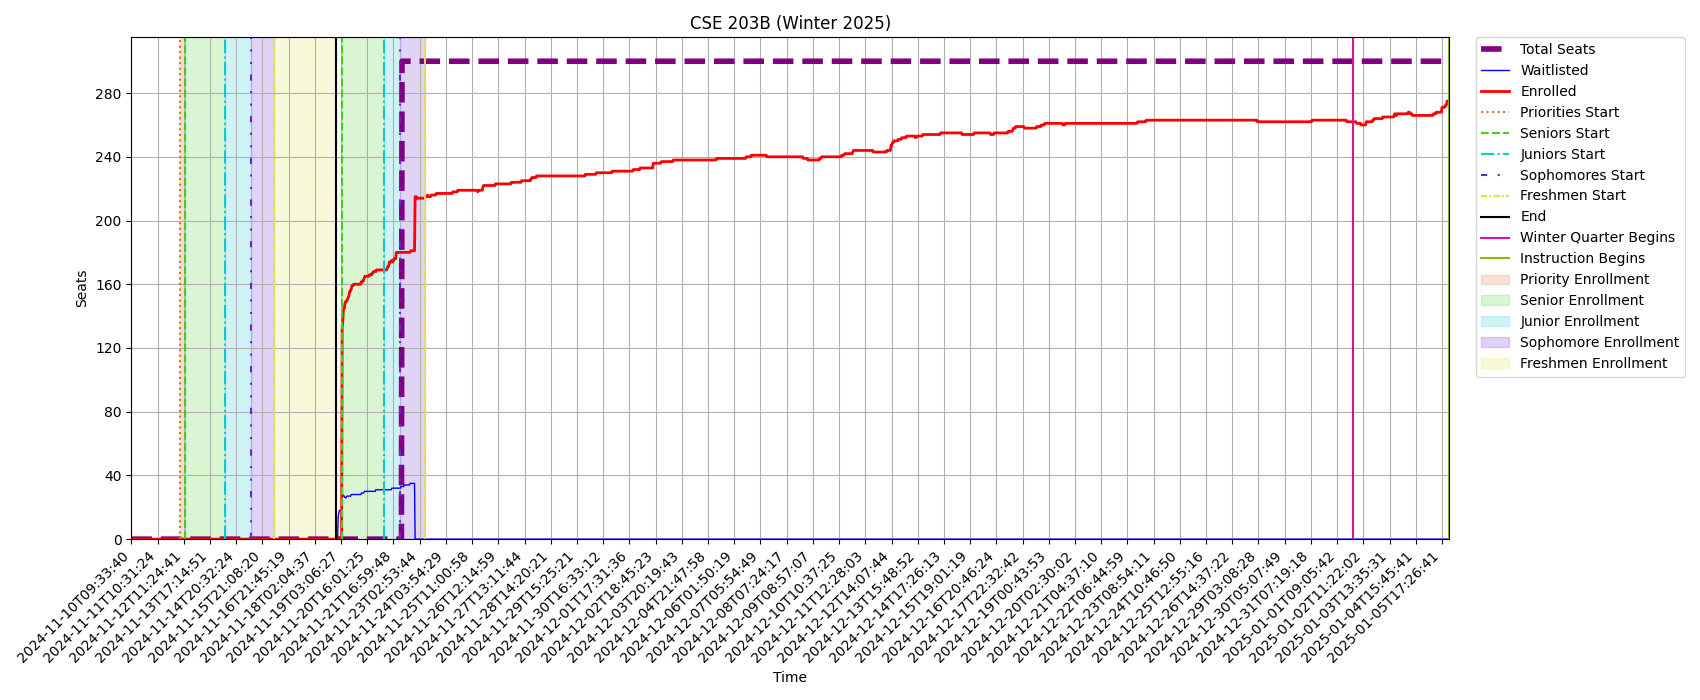 CSE 203B (Winter 2025)
Total Seats
Waitlisted
Enrolled
Priorities Start
Seniors Start
Juniors Start
Sophomores Start
Freshmen Start
End
Winter Quarter Begins
Instruction Begins
Priority Enrollment
Senior Enrollment
Junior Enrollment
Sophomore Enrollment
Freshmen Enrollment
Seats
280
240
200
160
120
80
40
0
2024-11-10T09:33:40
2024-11-11T10:31:24
2024-11-12T11:24:41
2024-11-13T17:14:51
2024-11-14T20:32:24
2024-11-15T21:08:20
2024-11-16T21:45:19
2024-11-18T02:04:37
2024-11-19T03:06:27
2024-11-20T16:01:25
2024-11-21T16:59:48
2024-11-23T02:53:44
2024-11-24T03:54:29
2024-11-25T11:00:58
2024-11-26T12:14:59
2024-11-27T13:11:44
2024-11-28T14:20:21
2024-11-29T15:25:21
2024-11-30T16:33:12
2024-12-01T17:31:36
2024-12-02T18:45:23
2024-12-03T20:19:43
2024-12-04T21:47:58
2024-12-06T01:50:19
2024-12-07T05:54:49
2024-12-08T07:24:17
2024-12-09T08:57:07
2024-12-10T10:37:25
2024-12-11T12:28:03
2024-12-12T14:07:44
2024-12-13T15:48:52
2024-12-14T17:26:13
2024-12-15T19:01:19
2024-12-16T20:46:24
2024-12-17T22:32:42
2024-12-19T00:43:53
2024-12-20T02:30:02
2024-12-21T04:37:10
2024-12-22T06:44:59
2024-12-23T08:54:11
2024-12-24T10:46:50
2024-12-25T12:55:16
2024-12-26T14:37:22
2024-12-29T03:08:28
2024-12-30T05:07:49
2024-12-31T07:19:18
2025-01-01T09:05:42
2025-01-02T11:22:02
2025-01-03T13:35:31
2025-01-04T15:45:41
2025-01-05T17:26:41
Time